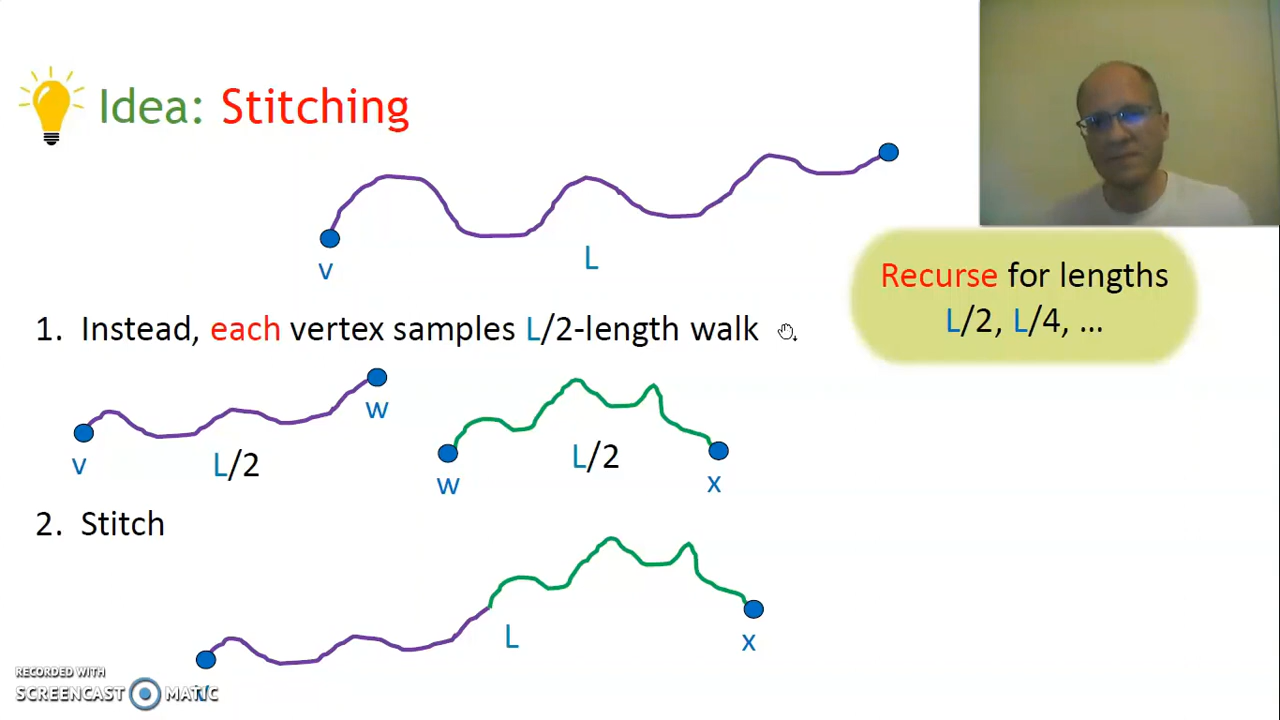 Idea: Stitching
v
L
Recurse for lengths
L/2, L/4, ...
1. Instead, each vertex samples L/2-length walk
v
L/2
w
w
L/2
x
2. Stitch
L
x
RECORDED WITH
SCREENCAST MATIC